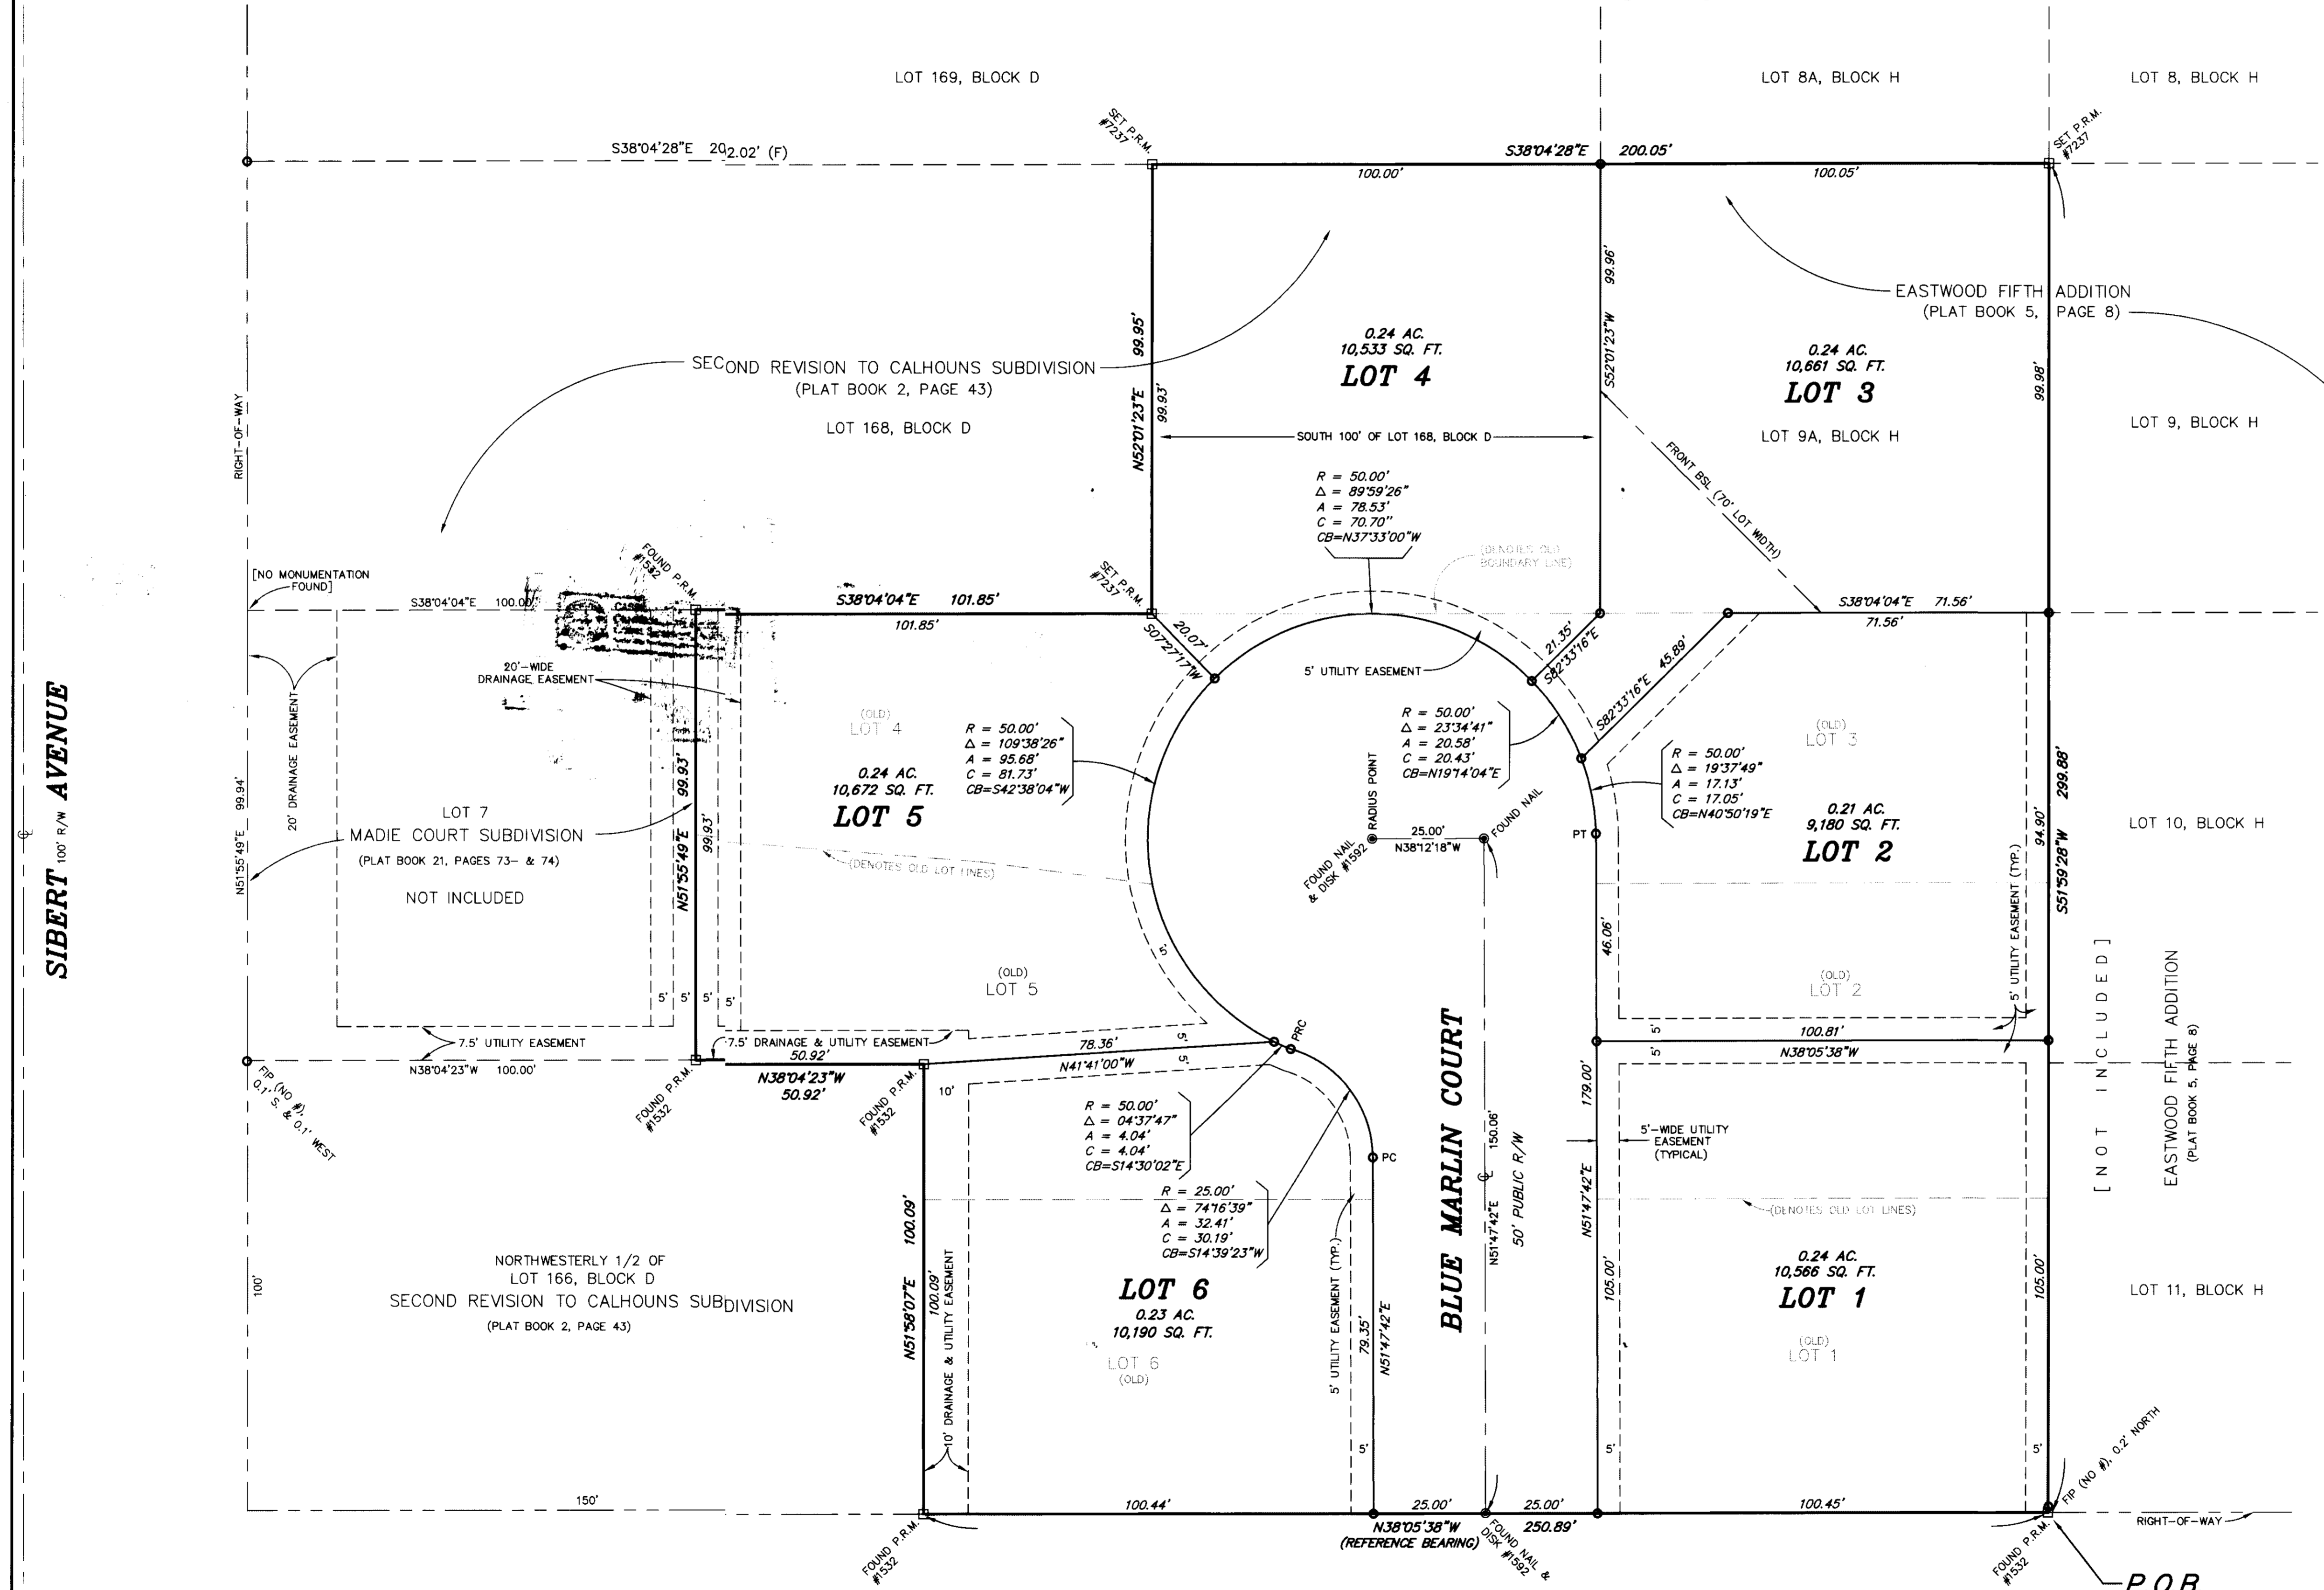 LOT 169, BLOCK D
LOT 8A, BLOCK H
LOT 8, BLOCK H
SET P.R.M.
#7237
SET P.R.M.
#7237
S38°04'28"E 202.02' (F)
S38°04'28"E 200.05'
100.00'
100.05'
EASTWOOD FIFTH ADDITION
(PLAT BOOK 5, PAGE 8)
SECOND REVISION TO CALHOUNS SUBDIVISION
(PLAT BOOK 2, PAGE 43)
LOT 168, BLOCK D
RIGHT-OF-WAY
N52°01'23"E 99.95'
99.93'
0.24 AC.
10,533 SQ. FT.
LOT 4
S52°01'23"W 99.96'
0.24 AC.
10,661 SQ. FT.
LOT 3
LOT 9A, BLOCK H
99.98'
LOT 9, BLOCK H
SOUTH 100' OF LOT 168, BLOCK D
FRONT BSL (70' LOT WIDTH)
R = 50.00'
Δ = 89°59'26"
A = 78.53'
C = 70.70"
CB=N37°33'00"W
(DENOTES OLD
BOUNDARY LINE)
[NO MONUMENTATION
FOUND]
FOUND P.R.M.
#1532
SET P.R.M.
#7237
S38°04'04"E 100.00'
S38°04'04"E 101.85'
101.85'
S38°04'04"E 71.56'
71.56'
20.07'
S07°27'17"W
21.35'
S82°33'16"E
45.89'
S82°33'16"E
5' UTILITY EASEMENT
20'-WIDE
DRAINAGE EASEMENT
20' DRAINAGE EASEMENT
SIBERT 100' R/W AVENUE
℄
N51°55'49"E 99.94'
LOT 7
MADIE COURT SUBDIVISION
(PLAT BOOK 21, PAGES 73- & 74)
NOT INCLUDED
N51°55'49"E 99.93'
99.93'
(OLD)
LOT 4
0.24 AC.
10,672 SQ. FT.
LOT 5
R = 50.00'
Δ = 109°38'26"
A = 95.68'
C = 81.73'
CB=S42°38'04"W
(DENOTES OLD LOT LINES)
(OLD)
LOT 5
5'
R = 50.00'
Δ = 23°34'41"
A = 20.58'
C = 20.43'
CB=N19°14'04"E
RADIUS POINT
FOUND NAIL
& DISK #1592
25.00'
N38°12'18"W
FOUND NAIL
PT
R = 50.00'
Δ = 19°37'49"
A = 17.13'
C = 17.05'
CB=N40°50'19"E
(OLD)
LOT 3
0.21 AC.
9,180 SQ. FT.
LOT 2
(OLD)
LOT 2
46.06'
94.90'
S51°59'28"W 299.88'
5' UTILITY EASEMENT (TYP.)
LOT 10, BLOCK H
[NOT INCLUDED]
EASTWOOD FIFTH ADDITION
(PLAT BOOK 5, PAGE 8)
5' 5' 5' 5'
7.5' UTILITY EASEMENT
7.5' DRAINAGE & UTILITY EASEMENT
N38°04'23"W 100.00'
50.92'
N38°04'23"W
50.92'
78.36'
N41°41'00"W
5'
5'
5'
PRC
10'
FIP (NO #),
0.1' S. & 0.1' WEST
FOUND P.R.M.
#1532
FOUND P.R.M.
#1532
5'
100.81'
5'
N38°05'38"W
R = 50.00'
Δ = 04°37'47"
A = 4.04'
C = 4.04'
CB=S14°30'02"E
R = 25.00'
Δ = 74°16'39"
A = 32.41'
C = 30.19'
CB=S14°39'23"W
PC
BLUE MARLIN COURT
N51°47'42"E ℄ 150.06'
50' PUBLIC R/W
N51°47'42"E 179.00'
105.00'
5'-WIDE UTILITY
EASEMENT
(TYPICAL)
(DENOTES OLD LOT LINES)
0.24 AC.
10,566 SQ. FT.
LOT 1
(OLD)
LOT 1
105.00'
LOT 11, BLOCK H
100'
NORTHWESTERLY 1/2 OF
LOT 166, BLOCK D
SECOND REVISION TO CALHOUNS SUBDIVISION
(PLAT BOOK 2, PAGE 43)
N51°58'07"E 100.09'
100.09'
10' DRAINAGE & UTILITY EASEMENT
LOT 6
0.23 AC.
10,190 SQ. FT.
LOT 6
(OLD)
5' UTILITY EASEMENT (TYP.)
79.35'
N51°47'42"E
5'
5'
5'
FIP (NO #), 0.2' NORTH
150'
100.44'
25.00'
25.00'
100.45'
N38°05'38"W 250.89'
(REFERENCE BEARING)
FOUND P.R.M.
#1532
FOUND NAIL &
DISK #1592
FOUND P.R.M.
#1532
RIGHT-OF-WAY
P.O.B.